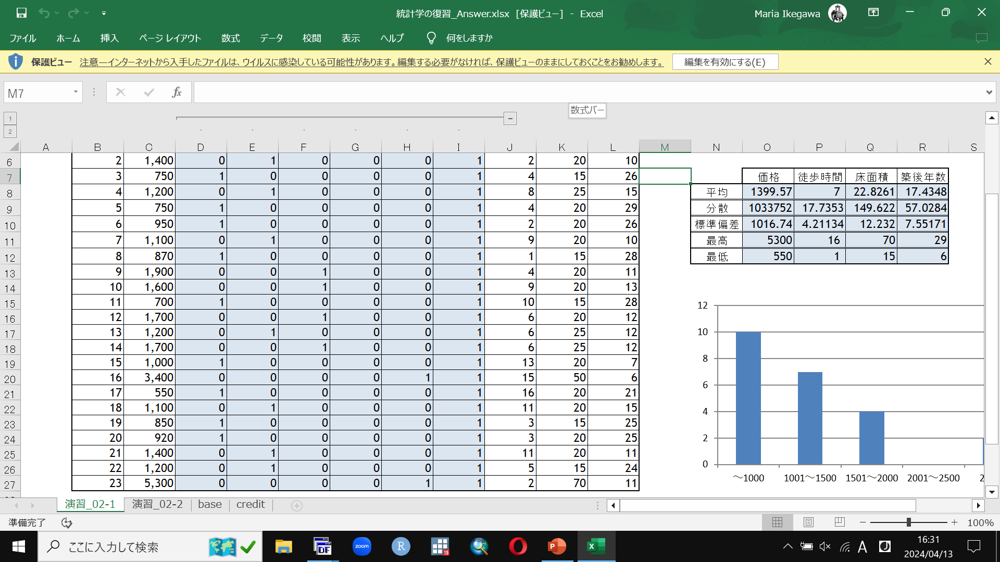 統計学の復習_Answer.xlsx [保護ビュー] - Excel
Maria Ikegawa
ファイル ホーム 挿入 ページ レイアウト 数式 データ 校閲 表示 ヘルプ 何をしますか
保護ビュー 注意—インターネットから入手したファイルは、ウイルスに感染している可能性があります。編集する必要がなければ、保護ビューのままにしておくことをお勧めします。 編集を有効にする(E)
M7 fx
数式バー
1
2
A B C D E F G H I J K L M N O P Q R S
6 2 1,400 0 1 0 0 0 1 2 20 10
7 3 750 1 0 0 0 0 1 4 15 26 価格 徒歩時間 床面積 築後年数
8 4 1,200 0 1 0 0 0 1 8 25 15 平均 1399.57 7 22.8261 17.4348
9 5 750 1 0 0 0 0 1 4 20 29 分散 1033752 17.7353 149.622 57.0284
10 6 950 1 0 0 0 0 1 2 20 26 標準偏差 1016.74 4.21134 12.232 7.55171
11 7 1,100 0 1 0 0 0 1 9 20 10 最高 5300 16 70 29
12 8 870 1 0 0 0 0 1 1 15 28 最低 550 1 15 6
13 9 1,900 0 0 1 0 0 1 4 20 11
14 10 1,600 0 0 1 0 0 1 9 20 13
15 11 700 1 0 0 0 0 1 10 15 28
16 12 1,700 0 0 1 0 0 1 6 20 12
17 13 1,200 0 1 0 0 0 1 6 25 12
18 14 1,700 0 0 1 0 0 1 6 25 12
19 15 1,000 1 0 0 0 0 1 13 20 7
20 16 3,400 0 0 0 0 1 1 15 50 6
21 17 550 1 0 0 0 0 1 16 20 21
22 18 1,100 0 1 0 0 0 1 11 20 15
23 19 850 1 0 0 0 0 1 3 15 25
24 20 920 1 0 0 0 0 1 3 20 25
25 21 1,400 0 1 0 0 0 1 11 20 11
26 22 1,200 0 1 0 0 0 1 5 15 24
27 23 5,300 0 0 0 0 1 1 2 70 11
12
10
8
6
4
2
0
～1000 1001～1500 1501～2000 2001～2500 2
演習_02-1 演習_02-2 base credit
準備完了
100%
ここに入力して検索
DF
zoom
R
15
P
X
A
J
16:31
2024/04/13